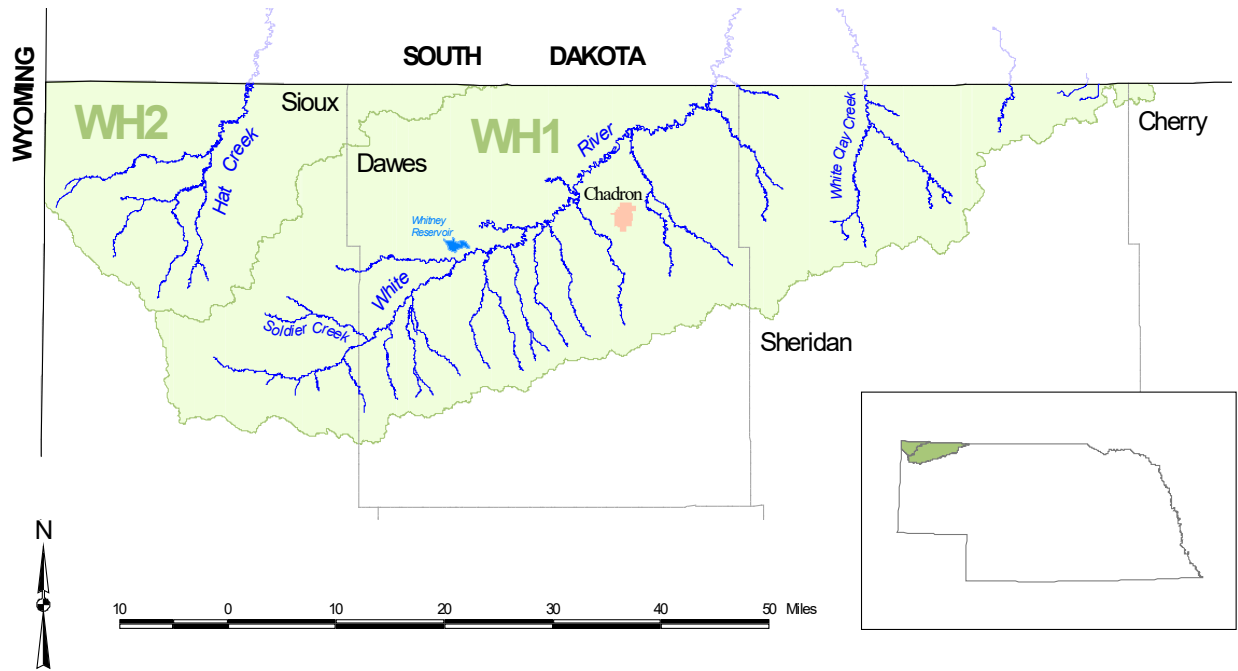 SOUTH DAKOTA
WYOMING
WH2
Sioux
WH1
Cherry
Dawes
River
White Clay Creek
Hat Creek
Chadron
Whitney
Reservoir
White
Soldier Creek
Sheridan
N
10 0 10 20 30 40 50 Miles